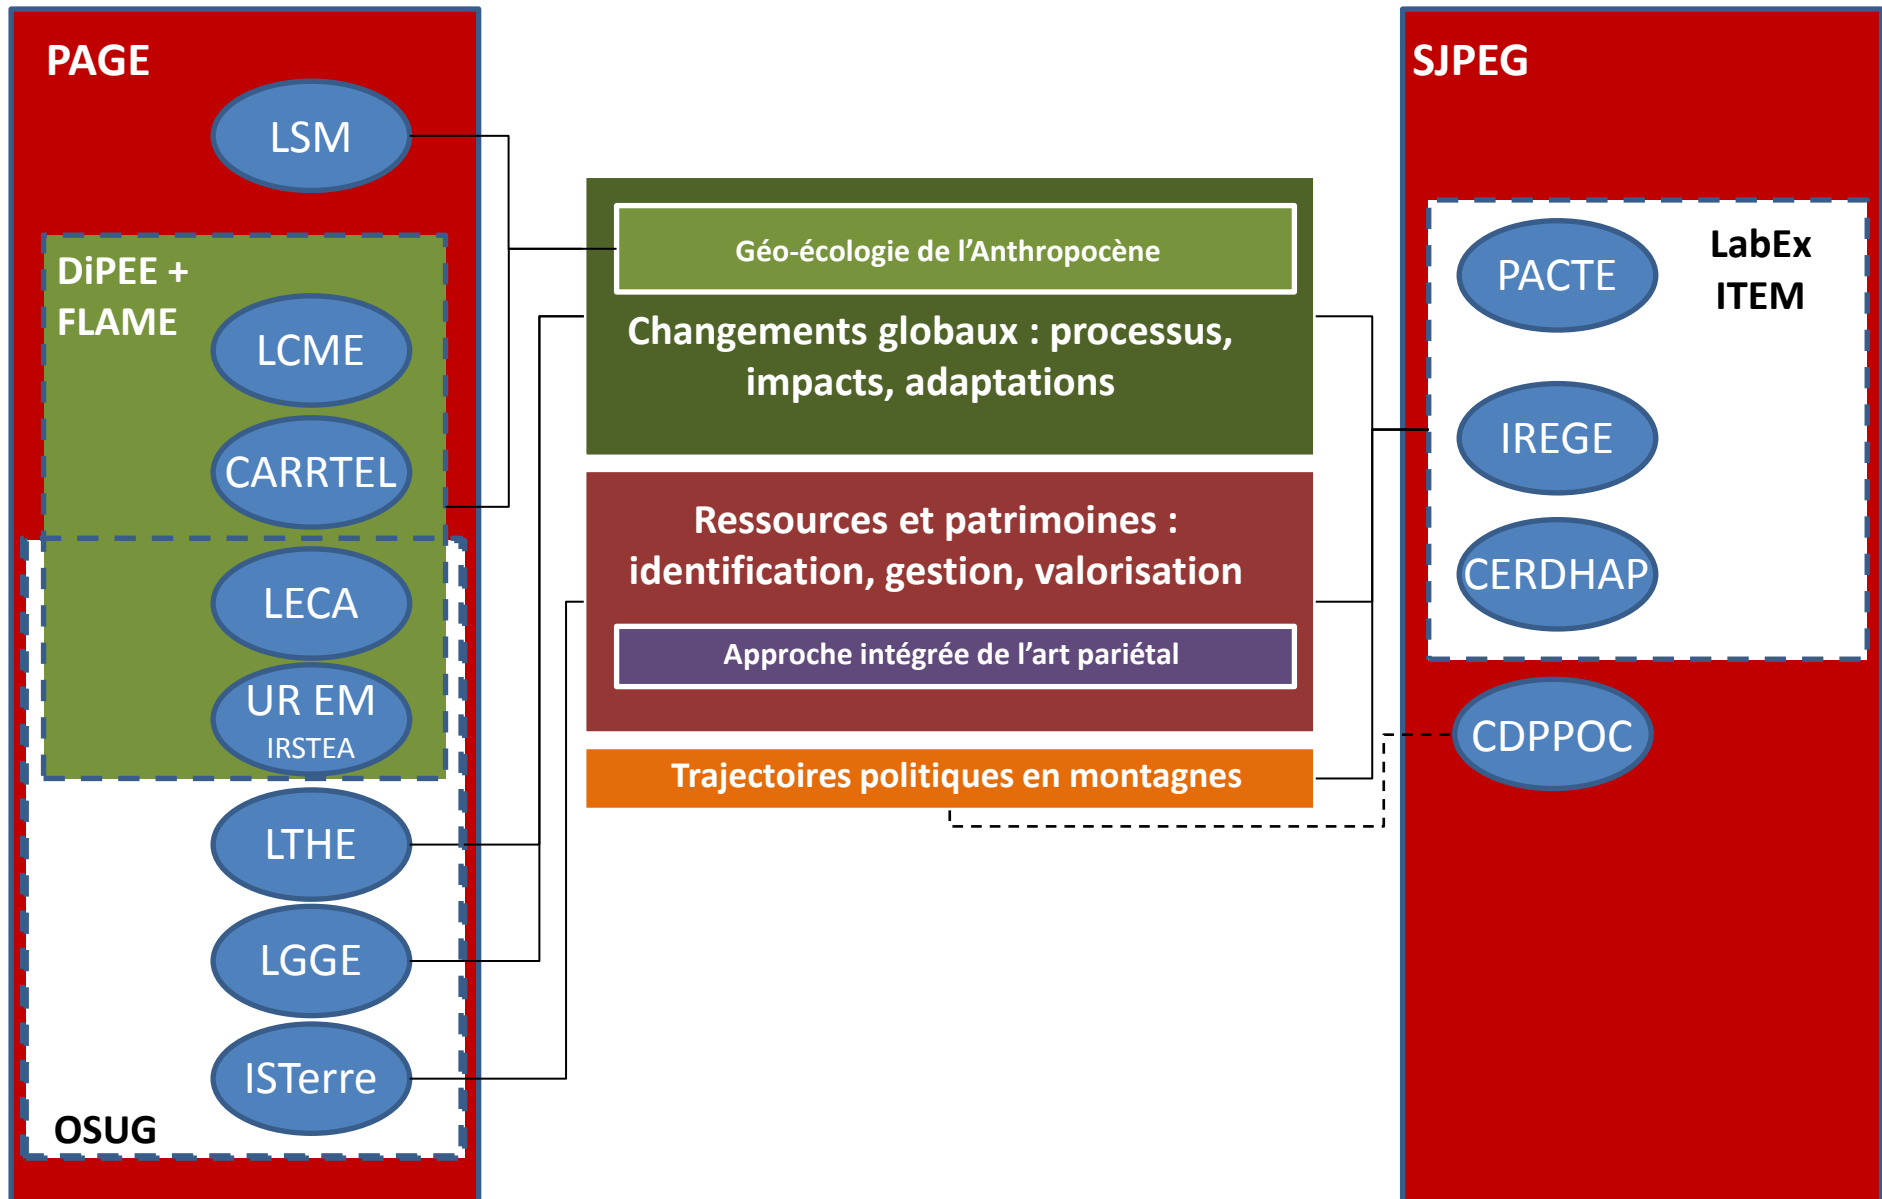 PAGE
LSM
DiPEE +
FLAME
LCME
CARRTEL
LECA
UR EM
IRSTEA
LTHE
LGGE
ISTerre
OSUG
Géo-écologie de l’Anthropocène
Changements globaux : processus,
impacts, adaptations
Ressources et patrimoines :
identification, gestion, valorisation
Approche intégrée de l’art pariétal
Trajectoires politiques en montagnes
SJPEG
LabEx
ITEM
PACTE
IREGE
CERDHAP
CDPPOC